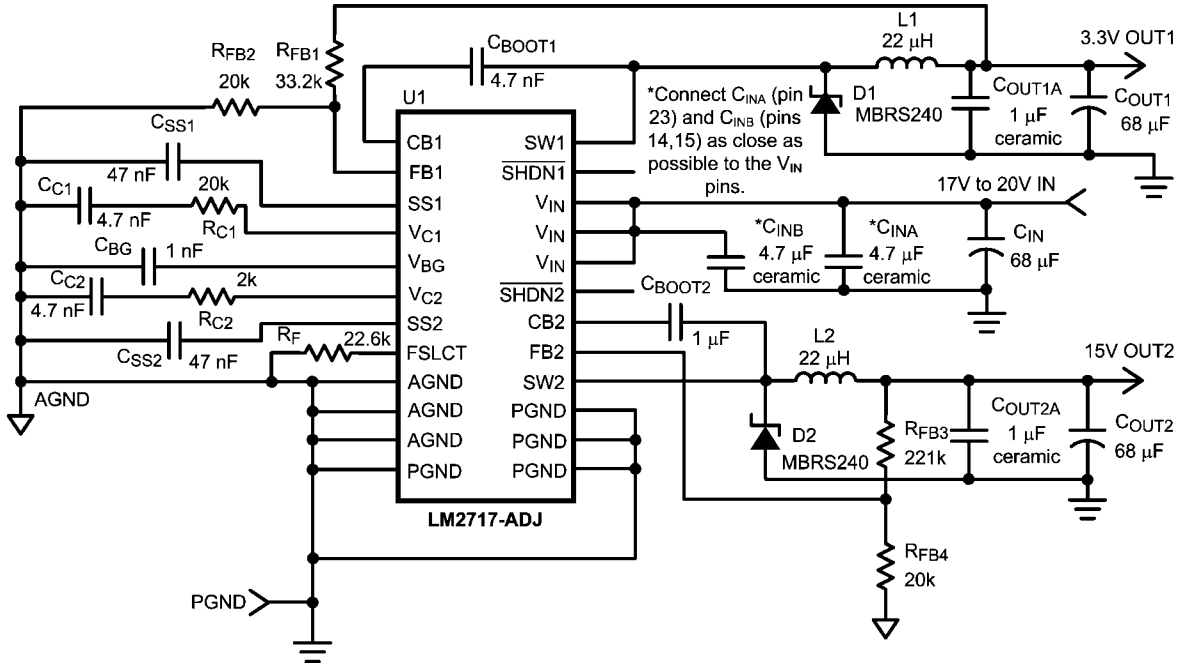 L1
22 μH
3.3V OUT1
RFB2
20k
RFB1
33.2k
CBOOT1
4.7 nF
U1
*Connect CINA (pin
23) and CINB (pins
14,15) as close as
possible to the VIN
pins.
D1
MBRS240
COUT1A
1 μF
ceramic
COUT1
68 μF
CSS1
47 nF
CC1
4.7 nF
20k
RC1
CBG
1 nF
CC2
4.7 nF
2k
RC2
CSS2
47 nF
RF
22.6k
AGND
CB1
FB1
SS1
VC1
VBG
VC2
SS2
FSLCT
AGND
AGND
AGND
PGND
SW1
SHDN1
VIN
VIN
VIN
SHDN2
CB2
FB2
SW2
PGND
PGND
PGND
LM2717-ADJ
17V to 20V IN
*CINB
4.7 μF
ceramic
*CINA
4.7 μF
ceramic
CIN
68 μF
CBOOT2
1 μF
L2
22 μH
15V OUT2
D2
MBRS240
RFB3
221k
COUT2A
1 μF
ceramic
COUT2
68 μF
RFB4
20k
PGND